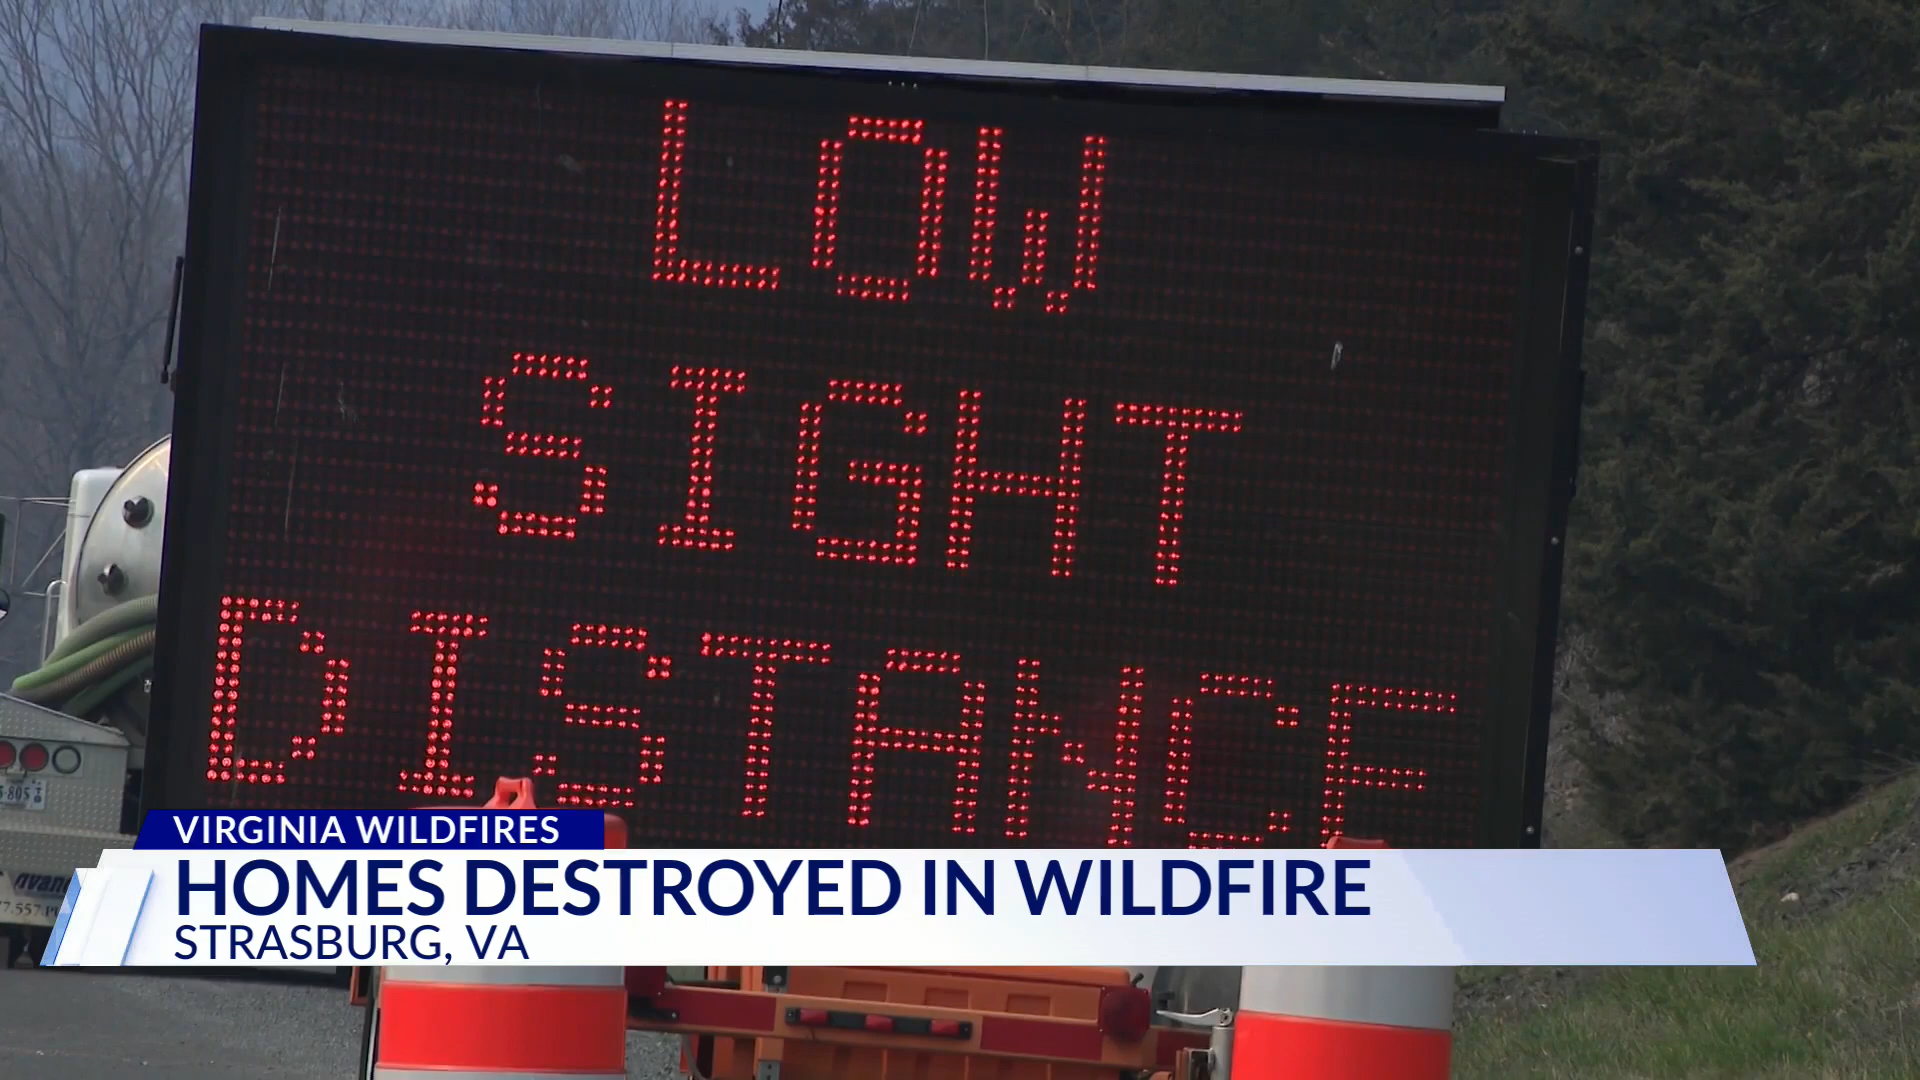 LOW
SIGHT
DISTANCE
VIRGINIA WILDFIRES
HOMES DESTROYED IN WILDFIRE
STRASBURG, VA